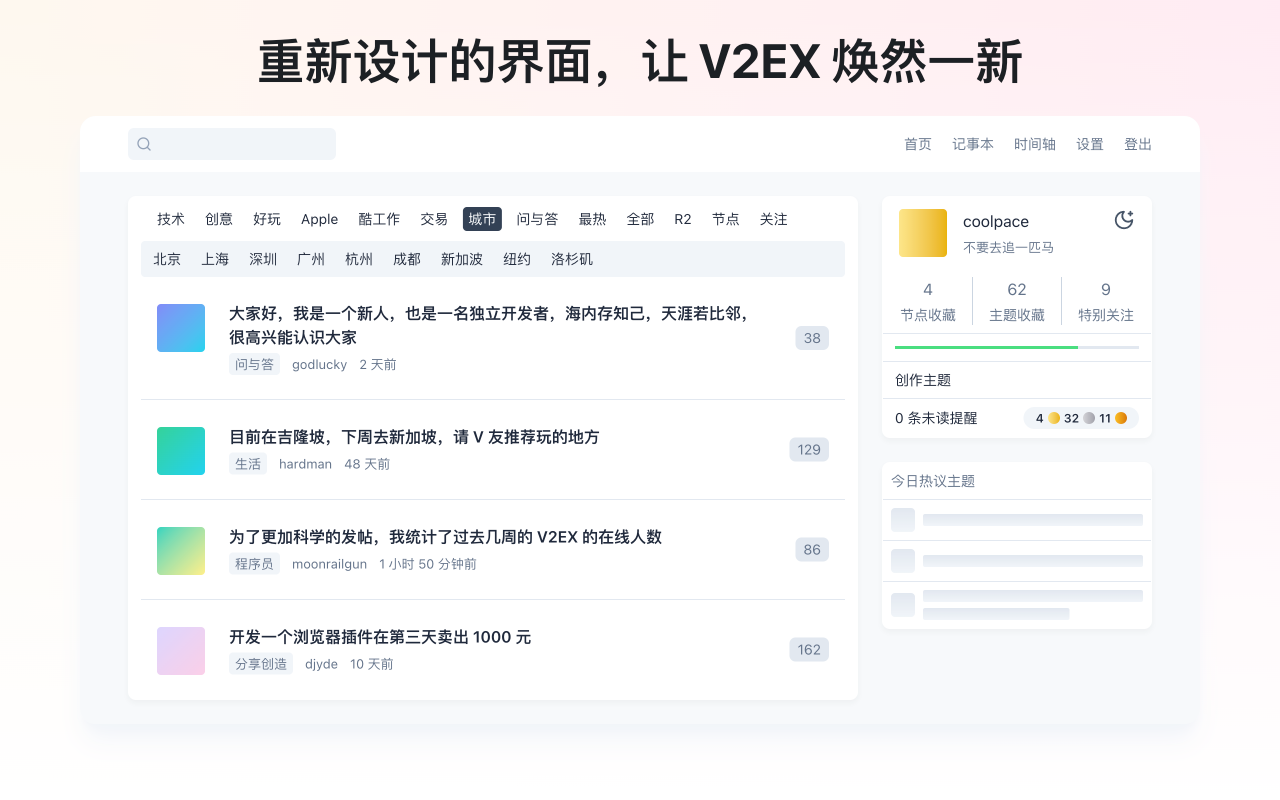 重新设计的界面，让 V2EX 焕然一新
首页 记事本 时间轴 设置 登出
技术 创意 好玩 Apple 酷工作 交易 城市 问与答 最热 全部 R2 节点 关注
北京 上海 深圳 广州 杭州 成都 新加波 纽约 洛杉矶
大家好，我是一个新人，也是一名独立开发者，海内存知己，天涯若比邻，
很高兴能认识大家
问与答 godlucky 2 天前
38
目前在吉隆坡，下周去新加坡，请 V 友推荐玩的地方
生活 hardman 48 天前
129
为了更加科学的发帖，我统计了过去几周的 V2EX 的在线人数
程序员 moonrailgun 1 小时 50 分钟前
86
开发一个浏览器插件在第三天卖出 1000 元
分享创造 djyde 10 天前
162
coolpace
不要去追一匹马
4 62 9
节点收藏 主题收藏 特别关注
创作主题
0 条未读提醒 4 32 11
今日热议主题